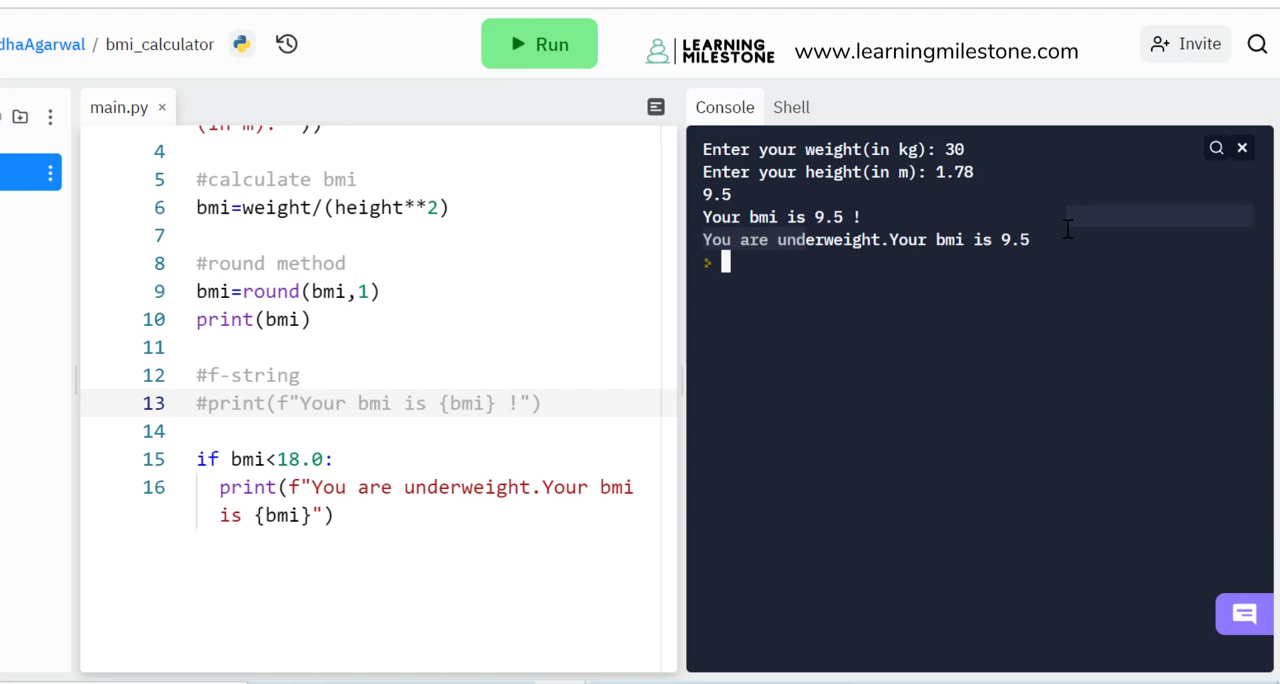 dhaAgarwal / bmi_calculator
Run
LEARNING
MILESTONE
www.learningmilestone.com
Invite
main.py ×
Console
Shell
(in m): "))
4
5 #calculate bmi
6 bmi=weight/(height**2)
7
8 #round method
9 bmi=round(bmi,1)
10 print(bmi)
11
12 #f-string
13 #print(f"Your bmi is {bmi} !")
14
15 if bmi<18.0:
16 print(f"You are underweight.Your bmi
is {bmi}")
Enter your weight(in kg): 30
Enter your height(in m): 1.78
9.5
Your bmi is 9.5 !
You are underweight.Your bmi is 9.5
>